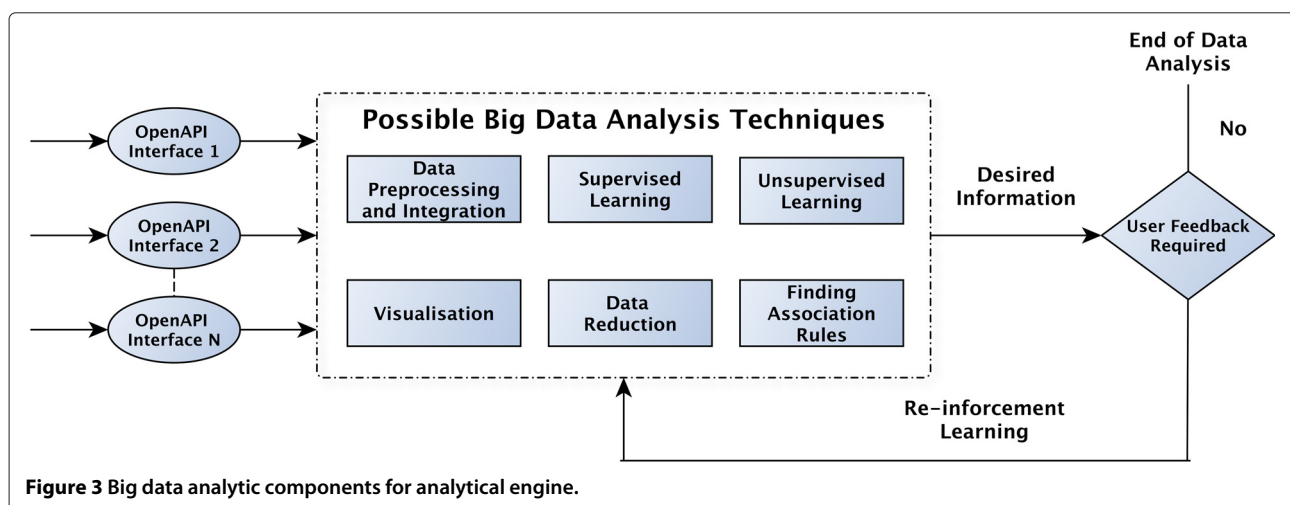 End of Data
Analysis
No
OpenAPI
Interface 1
OpenAPI
Interface 2
OpenAPI
Interface N
Possible Big Data Analysis Techniques
Data
Preprocessing
and Integration
Supervised
Learning
Unsupervised
Learning
Visualisation
Data
Reduction
Finding
Association
Rules
Desired
Information
User Feedback
Required
Re-inforcement
Learning
Figure 3 Big data analytic components for analytical engine.